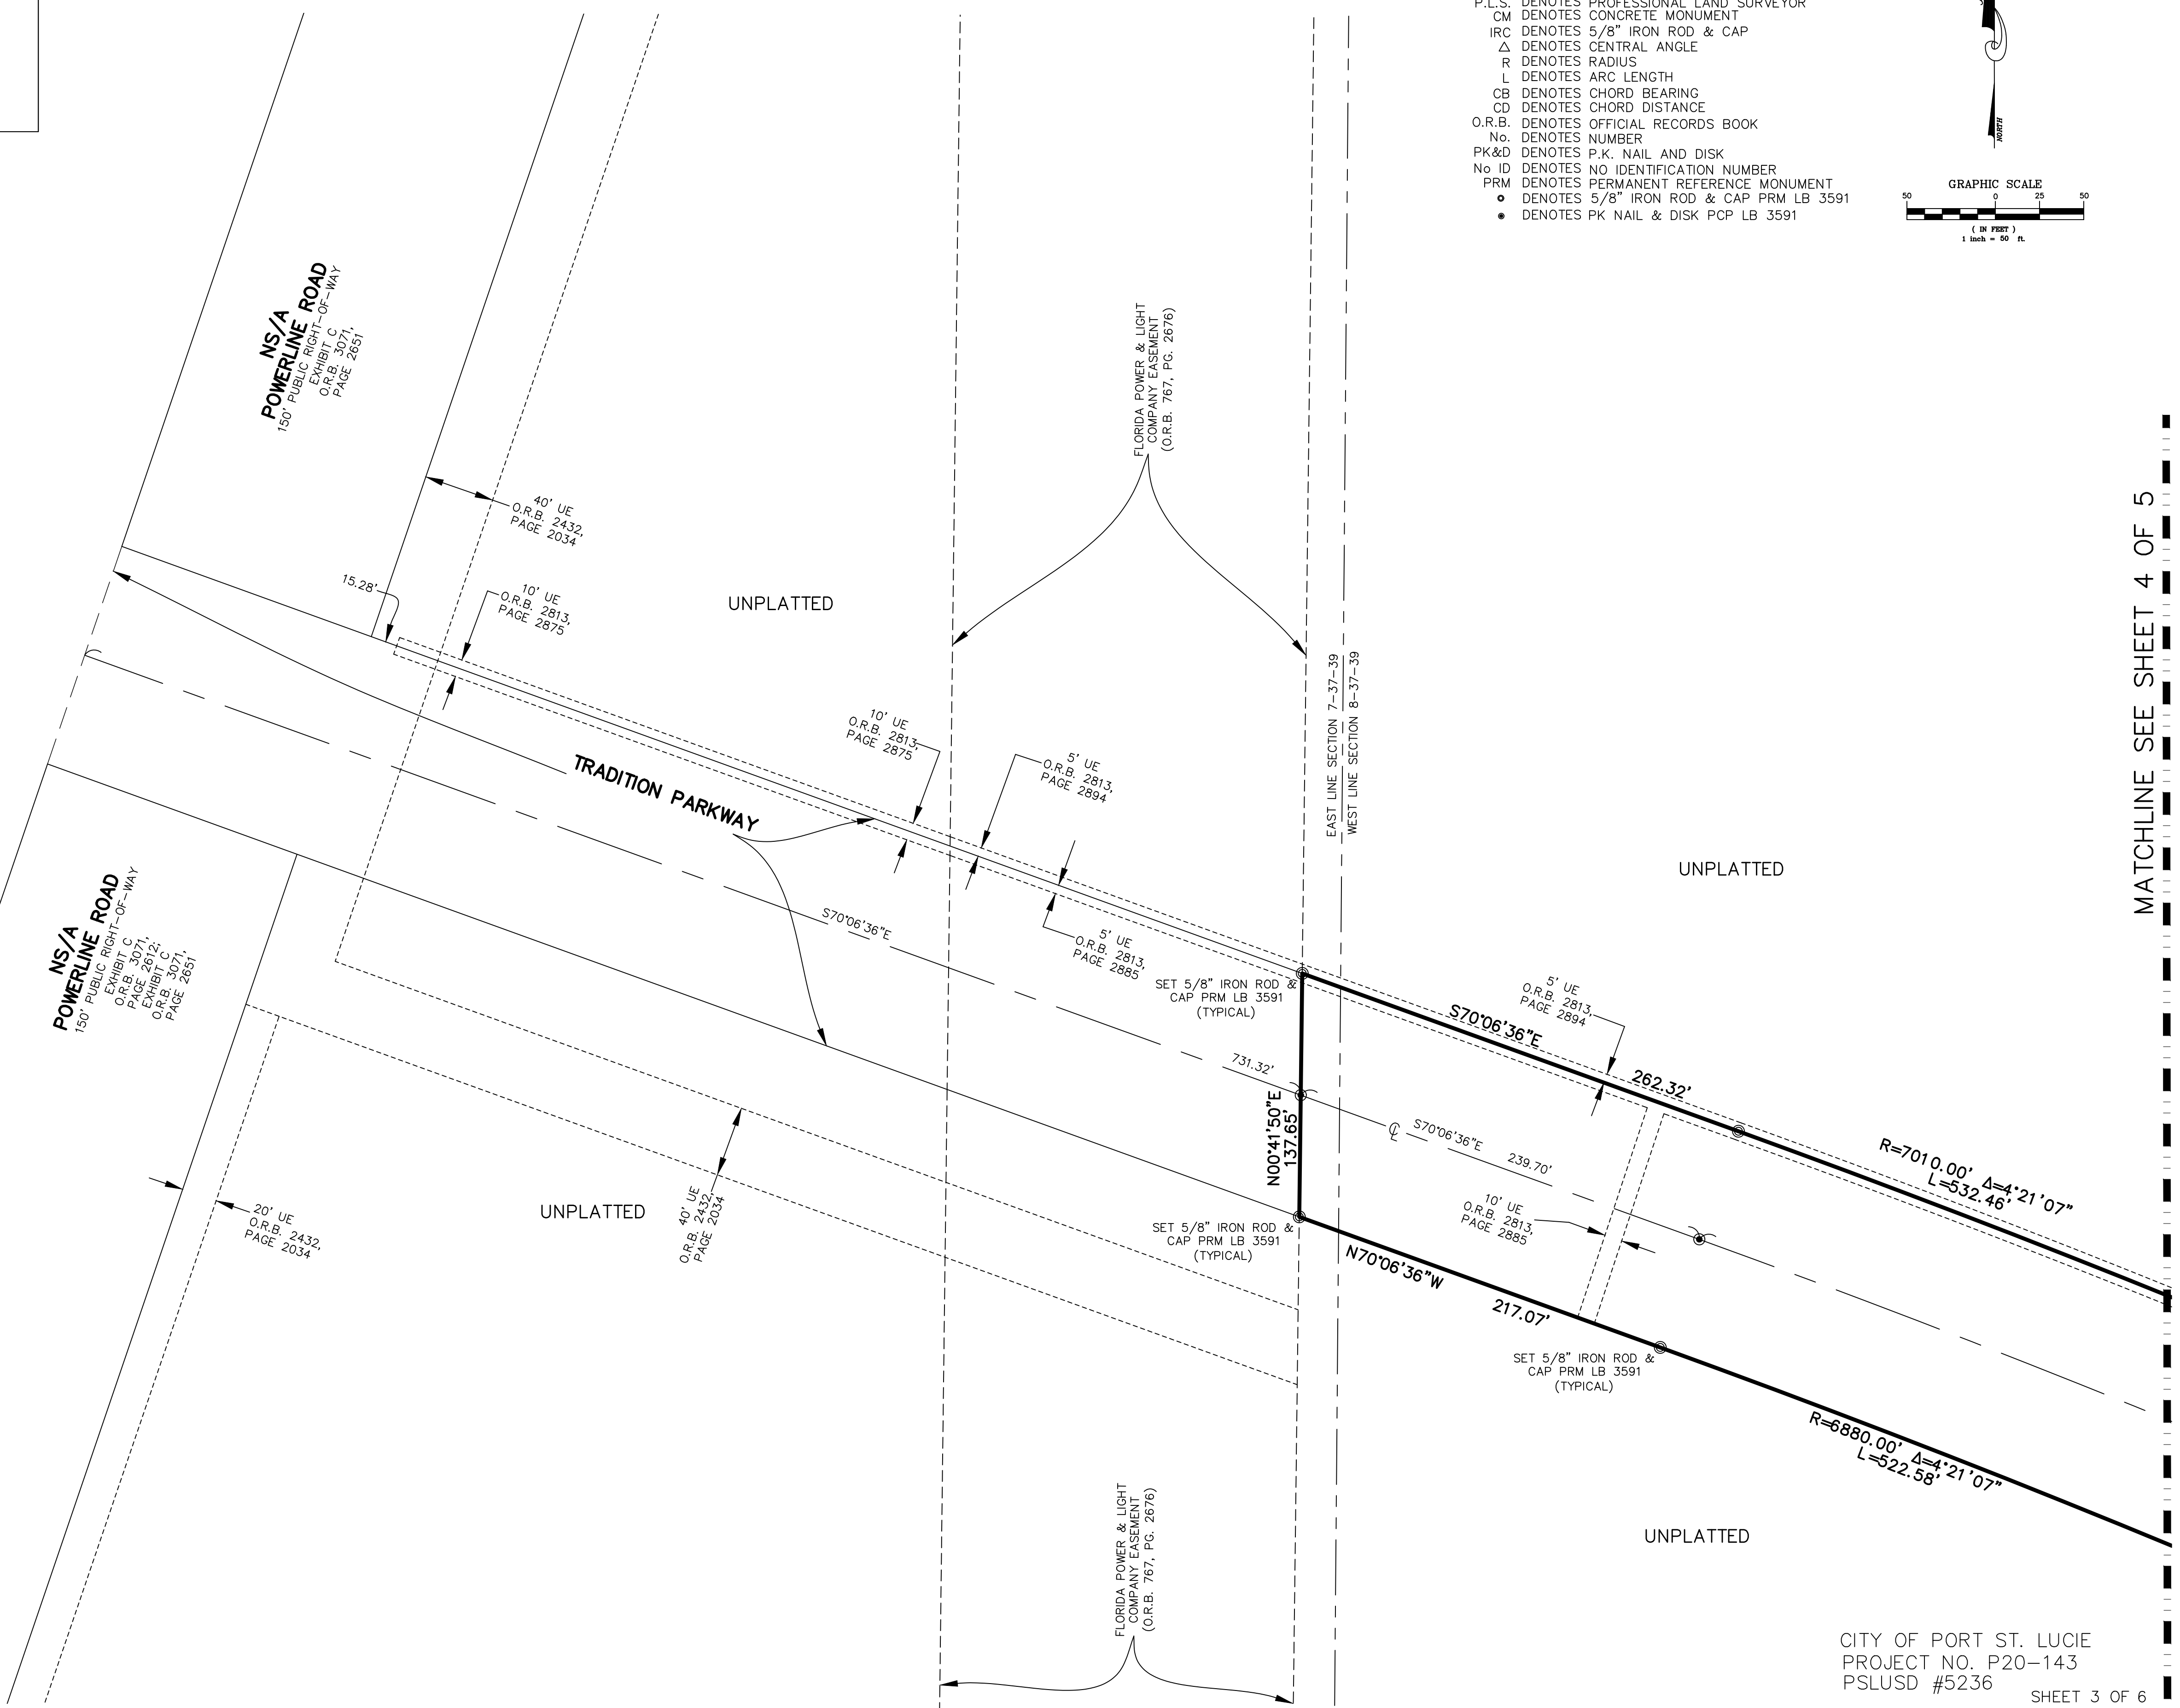 P.L.S. DENOTES PROFESSIONAL LAND SURVEYOR
CM DENOTES CONCRETE MONUMENT
IRC DENOTES 5/8" IRON ROD & CAP
△ DENOTES CENTRAL ANGLE
R DENOTES RADIUS
L DENOTES ARC LENGTH
CB DENOTES CHORD BEARING
CD DENOTES CHORD DISTANCE
O.R.B. DENOTES OFFICIAL RECORDS BOOK
No. DENOTES NUMBER
PK&D DENOTES P.K. NAIL AND DISK
No ID DENOTES NO IDENTIFICATION NUMBER
PRM DENOTES PERMANENT REFERENCE MONUMENT
DENOTES 5/8" IRON ROD & CAP PRM LB 3591
DENOTES PK NAIL & DISK PCP LB 3591
NORTH
GRAPHIC SCALE
50 0 25 50
( IN FEET )
1 inch = 50 ft.
NS/A
POWERLINE ROAD
150' PUBLIC RIGHT-OF-WAY
EXHIBIT C
O.R.B. 3071,
PAGE 2651
FLORIDA POWER & LIGHT
COMPANY EASEMENT
(O.R.B. 767, PG. 2676)
40' UE
O.R.B. 2432,
PAGE 2034
15.28'
10' UE
O.R.B. 2813,
PAGE 2875
UNPLATTED
MATCHLINE SEE SHEET 4 OF 5
EAST LINE SECTION 7-37-39
WEST LINE SECTION 8-37-39
10' UE
O.R.B. 2813,
PAGE 2875
5' UE
O.R.B. 2813,
PAGE 2894
TRADITION PARKWAY
UNPLATTED
S70°06'36"E
5' UE
O.R.B. 2813,
PAGE 2885
NS/A
POWERLINE ROAD
150' PUBLIC RIGHT-OF-WAY
EXHIBIT C
O.R.B. 3071,
PAGE 2612;
EXHIBIT C
O.R.B. 3071,
PAGE 2651
SET 5/8" IRON ROD &
CAP PRM LB 3591
(TYPICAL)
5' UE
O.R.B. 2813,
PAGE 2894
S70°06'36"E
262.32'
731.32'
N00°41'50"E
137.65'
℄
S70°06'36"E 239.70'
R=7010.00' Δ=4°21'07"
L=532.46'
10' UE
O.R.B. 2813,
PAGE 2885
20' UE
O.R.B. 2432,
PAGE 2034
UNPLATTED
40' UE
O.R.B. 2432,
PAGE 2034
SET 5/8" IRON ROD &
CAP PRM LB 3591
(TYPICAL)
N70°06'36"W
217.07'
SET 5/8" IRON ROD &
CAP PRM LB 3591
(TYPICAL)
R=6880.00' Δ=4°21'07"
L=522.58'
FLORIDA POWER & LIGHT
COMPANY EASEMENT
(O.R.B. 767, PG. 2676)
UNPLATTED
CITY OF PORT ST. LUCIE
PROJECT NO. P20-143
PSLUSD #5236
SHEET 3 OF 6